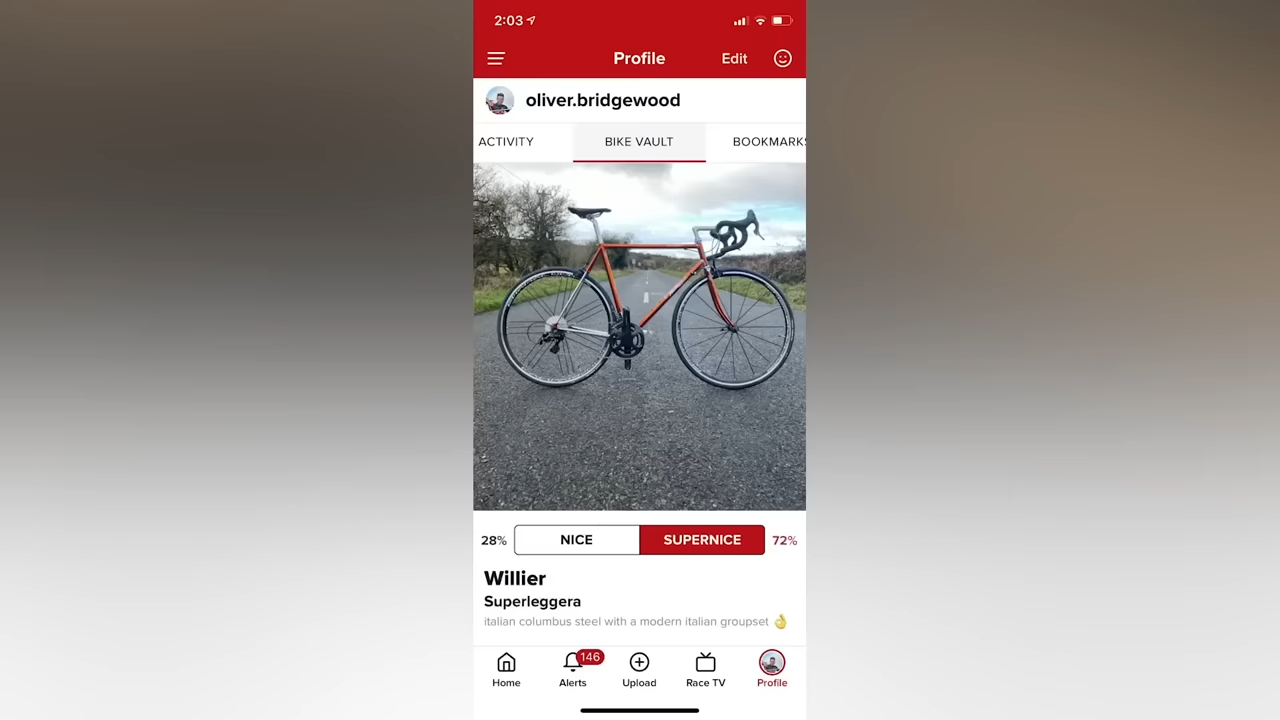 2:03
Profile
Edit
oliver.bridgewood
ACTIVITY
BIKE VAULT
BOOKMARKS
28%
NICE
SUPERNICE
72%
Willier
Superleggera
italian columbus steel with a modern italian groupset 👌
146
Home
Alerts
Upload
Race TV
Profile